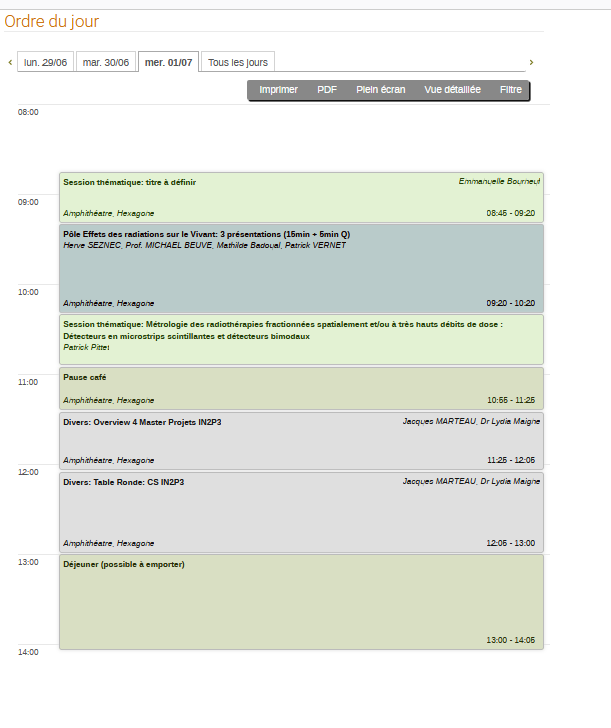 Ordre du jour
‹ lun. 29/06 mar. 30/06 mer. 01/07 Tous les jours ›
Imprimer PDF Plein écran Vue détaillée Filtre
08:00
Session thématique: titre à définir Emmanuelle Bourneuf
09:00
Amphithéatre, Hexagone 08:45 - 09:20
Pôle Effets des radiations sur le Vivant: 3 présentations (15min + 5min Q)
Herve SEZNEC, Prof. MICHAEL BEUVE, Mathilde Badoual, Patrick VERNET
10:00
Amphithéatre, Hexagone 09:20 - 10:20
Session thématique: Métrologie des radiothérapies fractionnées spatialement et/ou à très hauts débits de dose :
Détecteurs en microstrips scintillantes et détecteurs bimodaux
Patrick Pittet
11:00
Pause café
Amphithéatre, Hexagone 10:55 - 11:25
Divers: Overview 4 Master Projets IN2P3 Jacques MARTEAU, Dr Lydia Maigne
Amphithéatre, Hexagone 11:25 - 12:05
12:00
Divers: Table Ronde: CS IN2P3 Jacques MARTEAU, Dr Lydia Maigne
Amphithéatre, Hexagone 12:05 - 13:00
13:00
Déjeuner (possible à emporter)
13:00 - 14:05
14:00